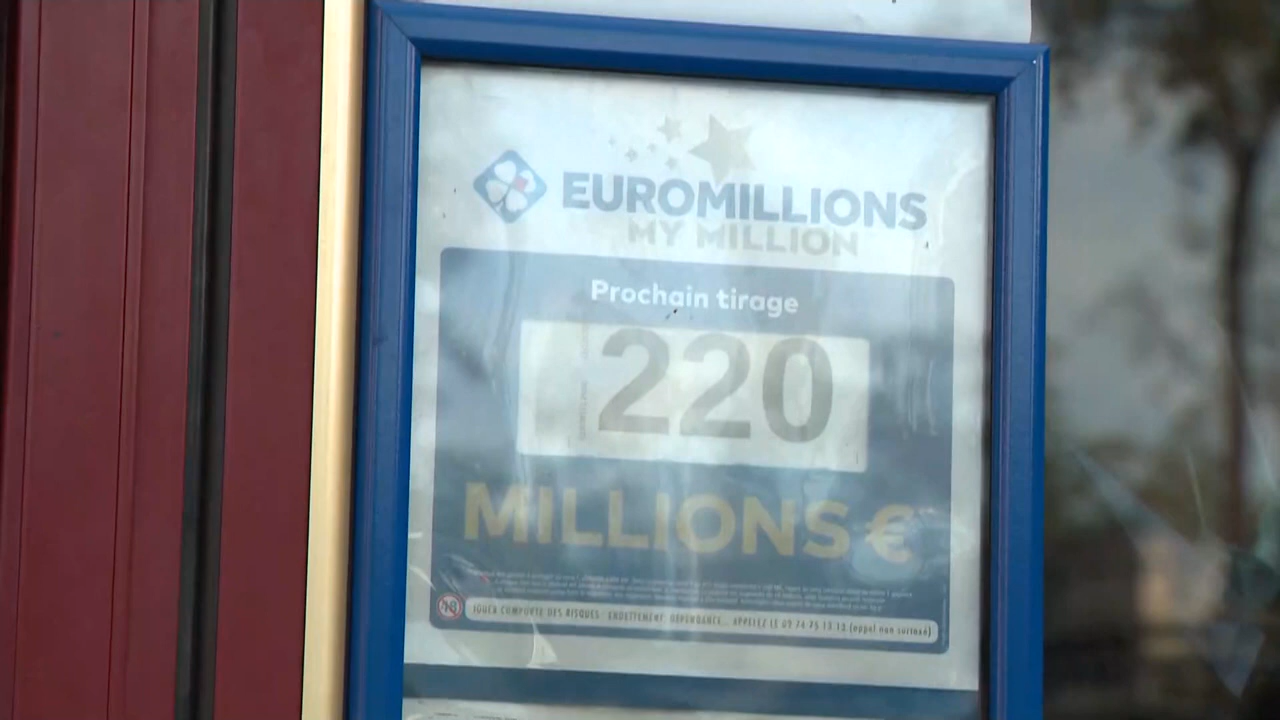 EUROMILLIONS
MY MILLION
Prochain tirage
220
MILLIONS €
18
JOUER COMPORTE DES RISQUES : ENDETTEMENT, DÉPENDANCE... APPELEZ LE 09 74 75 13 13 (appel non surtaxé)